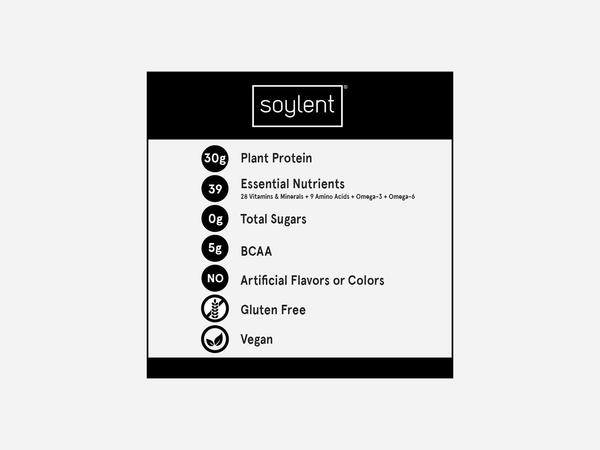 soylent®
30g Plant Protein
39 Essential Nutrients
28 Vitamins & Minerals + 9 Amino Acids + Omega-3 + Omega-6
0g Total Sugars
5g BCAA
NO Artificial Flavors or Colors
Gluten Free
Vegan